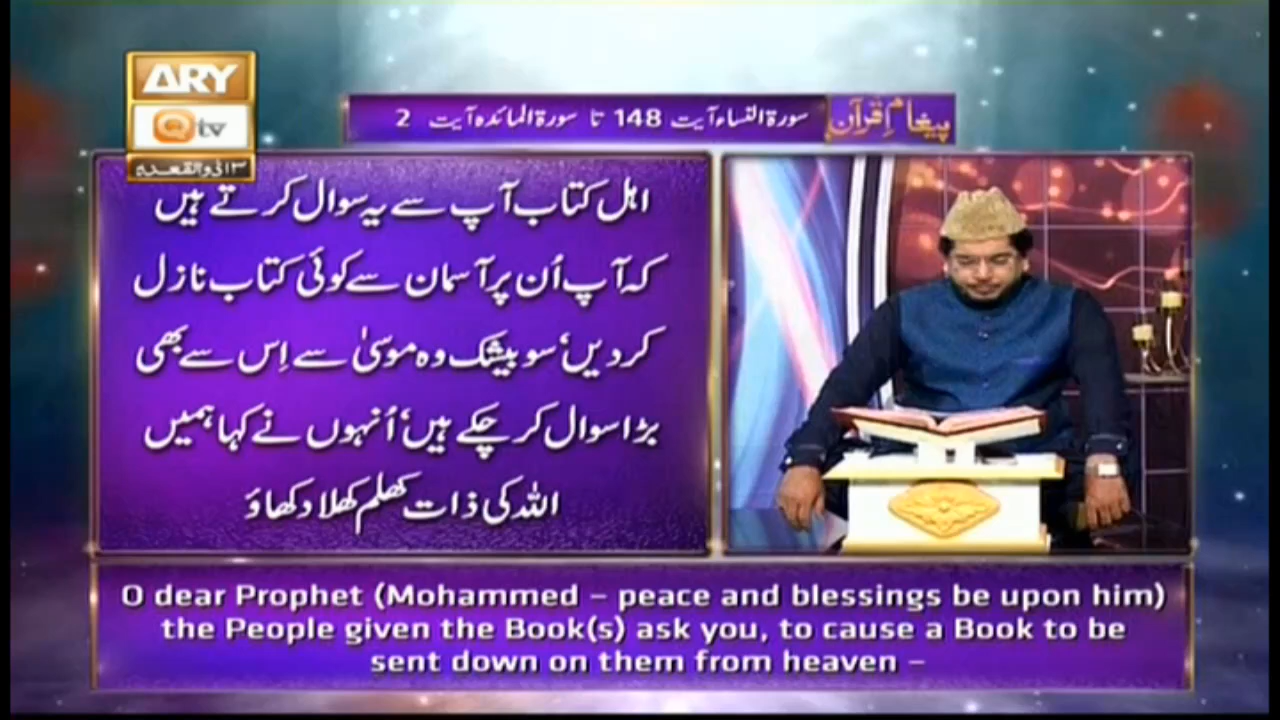 ARY
Qtv
۱۳ ذوالقعدہ
پیغامِ قرآن
سورۃ النساء آیت 148 تا سورۃ المائدہ آیت 2
اہل کتاب آپ سے یہ سوال کرتے ہیں
کہ آپ اُن پر آسمان سے کوئی کتاب نازل
کردیں‘ سو بیشک وہ موسیٰ سے اِس سے بھی
بڑا سوال کر چکے ہیں‘ اُنہوں نے کہا ہمیں
اللہ کی ذات کھلم کھلا دکھاؤ
O dear Prophet (Mohammed – peace and blessings be upon him)
the People given the Book(s) ask you, to cause a Book to be
sent down on them from heaven –